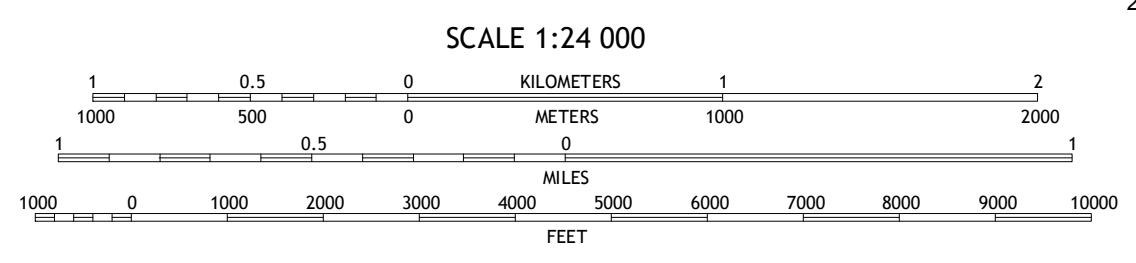 2
SCALE 1:24 000
1 0.5 0 KILOMETERS 1 2
1000 500 0 METERS 1000 2000
1 0.5 0 1
MILES
1000 0 1000 2000 3000 4000 5000 6000 7000 8000 9000 10000
FEET